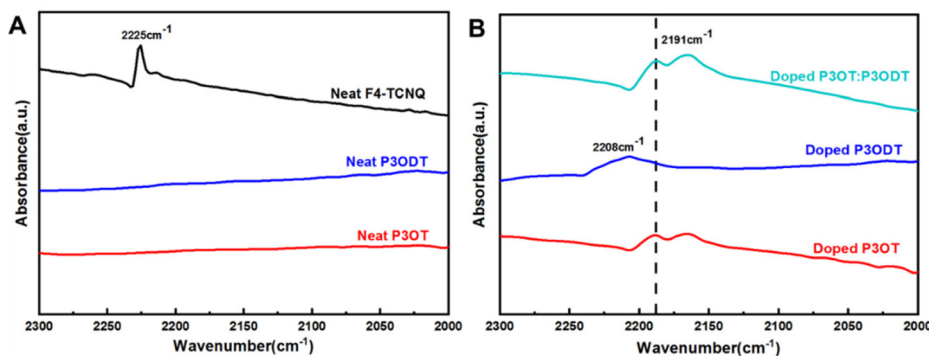 A
2225cm-1
Neat F4-TCNQ
Neat P3ODT
Neat P3OT
Absorbance(a.u.)
2300 2250 2200 2150 2100 2050 2000
Wavenumber(cm-1)
B
2191cm-1
Doped P3OT:P3ODT
2208cm-1
Doped P3ODT
Doped P3OT
Absorbance(a.u.)
2300 2250 2200 2150 2100 2050 2000
Wavenumber(cm-1)